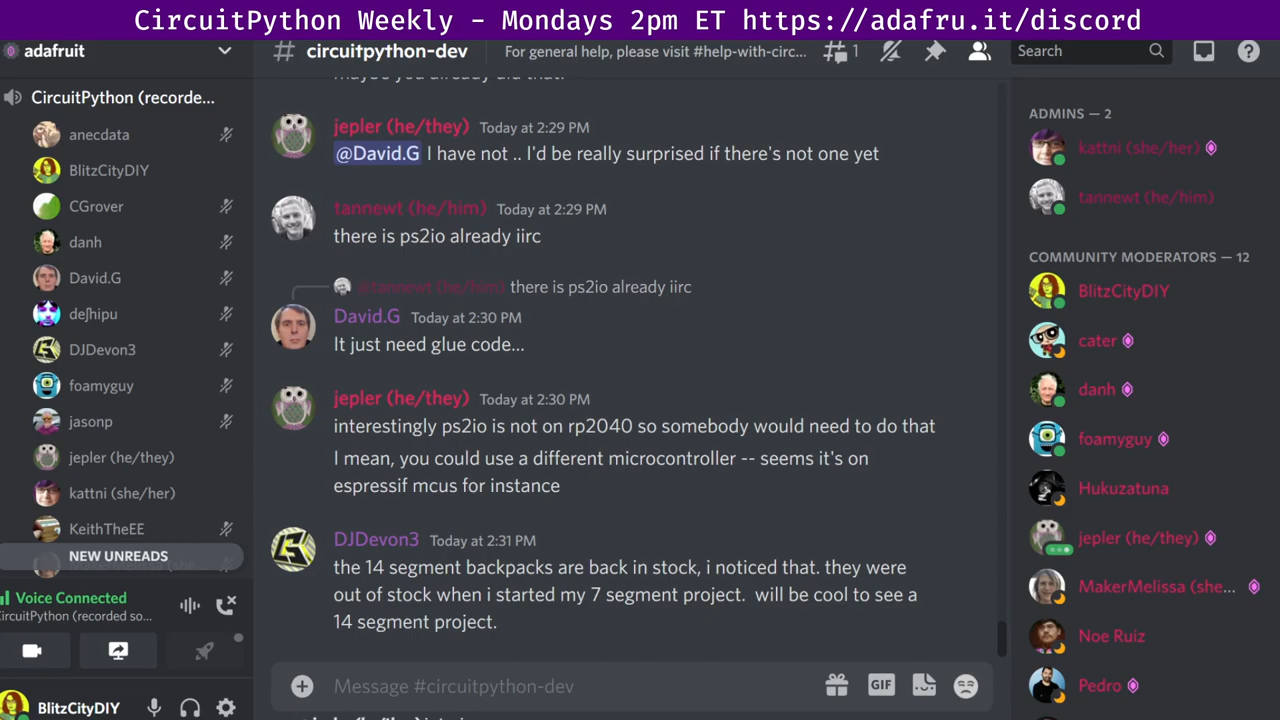 CircuitPython Weekly - Mondays 2pm ET https://adafru.it/discord
adafruit
CircuitPython (recorde...
anecdata
BlitzCityDIY
CGrover
danh
David.G
deʃhipu
DJDevon3
foamyguy
jasonp
jepler (he/they)
kattni (she/her)
KeithTheEE
NEW UNREADS
Voice Connected
CircuitPython (recorded so...
BlitzCityDIY
# circuitpython-dev
For general help, please visit #help-with-circ...
1
Search
maybe you already did that.
jepler (he/they) Today at 2:29 PM
@David.G I have not .. I'd be really surprised if there's not one yet
tannewt (he/him) Today at 2:29 PM
there is ps2io already iirc
@tannewt (he/him) there is ps2io already iirc
David.G Today at 2:30 PM
It just need glue code...
jepler (he/they) Today at 2:30 PM
interestingly ps2io is not on rp2040 so somebody would need to do that
I mean, you could use a different microcontroller -- seems it's on
espressif mcus for instance
DJDevon3 Today at 2:31 PM
the 14 segment backpacks are back in stock, i noticed that. they were
out of stock when i started my 7 segment project. will be cool to see a
14 segment project.
Message #circuitpython-dev
GIF
ADMINS — 2
kattni (she/her)
tannewt (he/him)
COMMUNITY MODERATORS — 12
BlitzCityDIY
cater
danh
foamyguy
Hukuzatuna
jepler (he/they)
MakerMelissa (she...
Noe Ruiz
Pedro